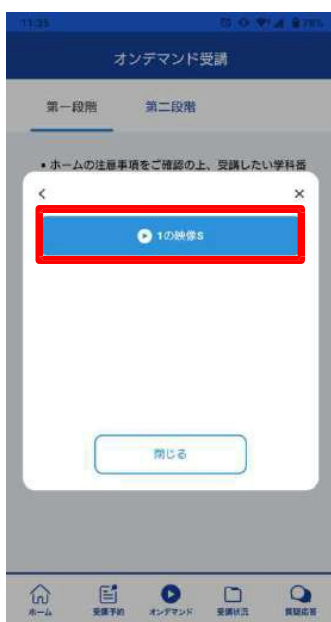 11:35
78%
オンデマンド受講
第一段階
第二段階
• ホームの注意事項をご確認の上、受講したい学科番
1の映像S
閉じる
ホーム
受講予約
オンデマンド
受講状況
質疑応答